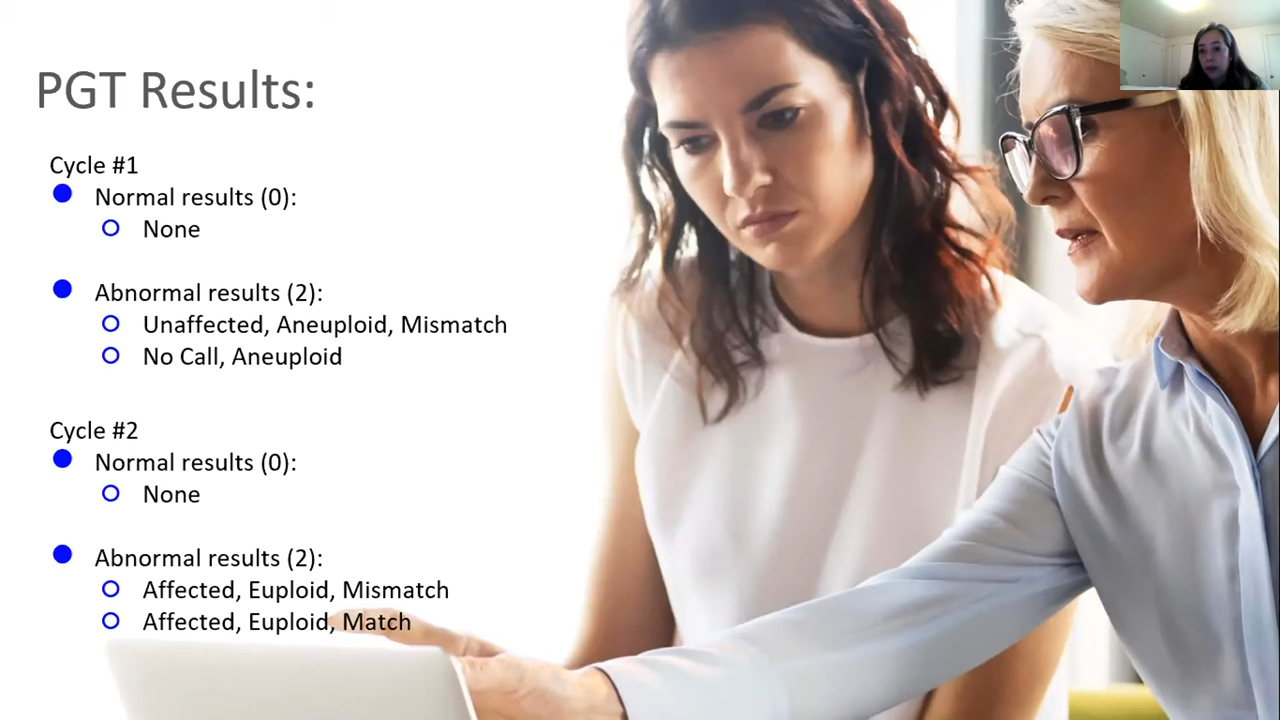 PGT Results:
Cycle #1
Normal results (0):
None
Abnormal results (2):
Unaffected, Aneuploid, Mismatch
No Call, Aneuploid
Cycle #2
Normal results (0):
None
Abnormal results (2):
Affected, Euploid, Mismatch
Affected, Euploid, Match